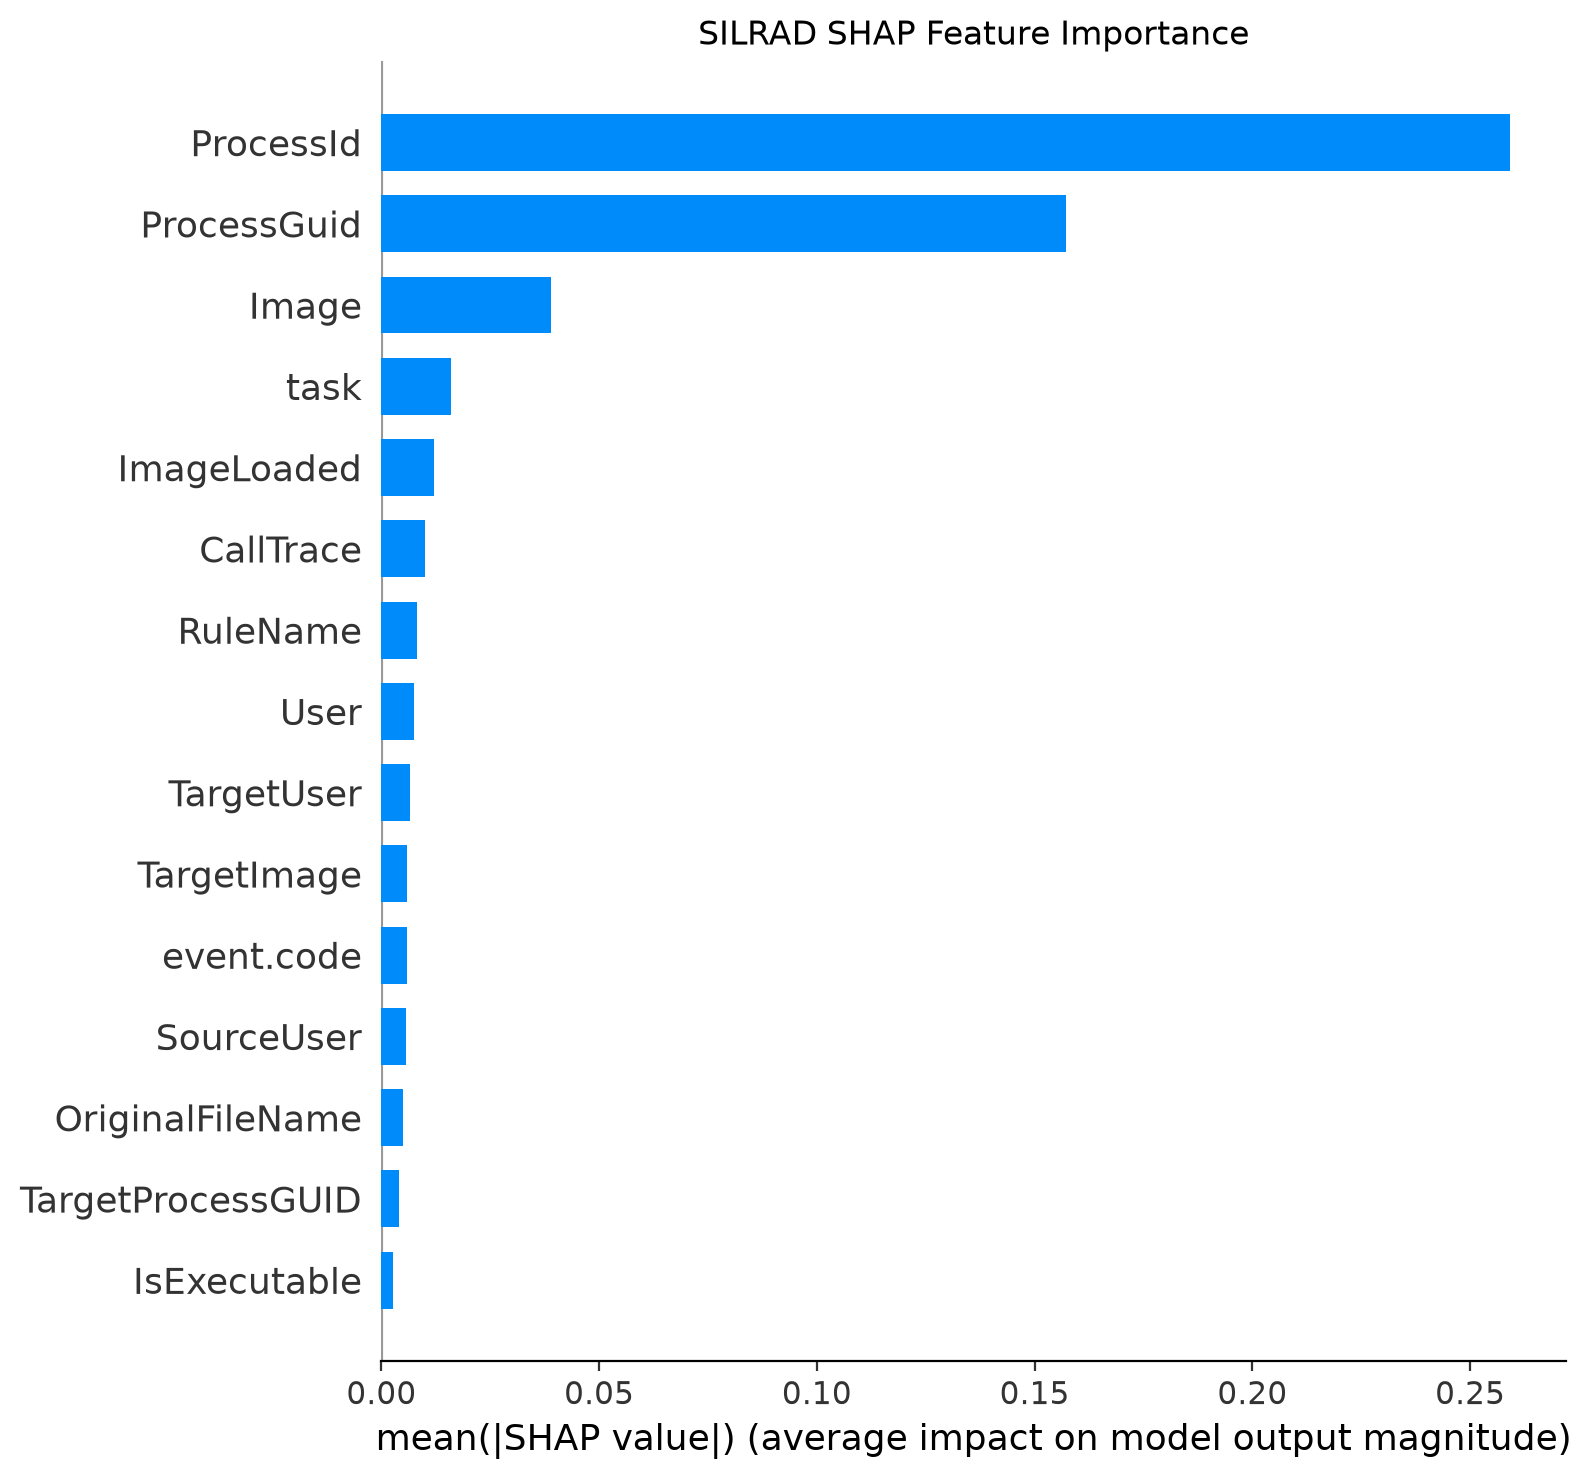 SILRAD SHAP Feature Importance
ProcessId
ProcessGuid
Image
task
ImageLoaded
CallTrace
RuleName
User
TargetUser
TargetImage
event.code
SourceUser
OriginalFileName
TargetProcessGUID
IsExecutable
0.00 0.05 0.10 0.15 0.20 0.25
mean(|SHAP value|) (average impact on model output magnitude)